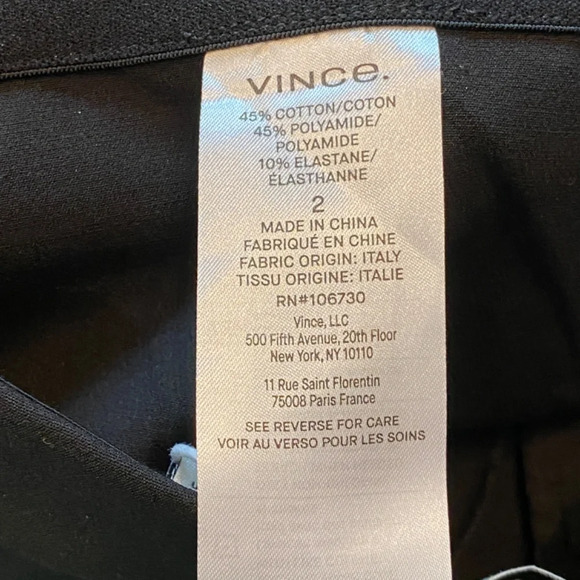 VINCE.
45% COTTON/COTON
45% POLYAMIDE/
POLYAMIDE
10% ELASTANE/
ÉLASTHANNE
2
MADE IN CHINA
FABRIQUÉ EN CHINE
FABRIC ORIGIN: ITALY
TISSU ORIGINE: ITALIE
RN#106730
Vince, LLC
500 Fifth Avenue, 20th Floor
New York, NY 10110
11 Rue Saint Florentin
75008 Paris France
SEE REVERSE FOR CARE
VOIR AU VERSO POUR LES SOINS